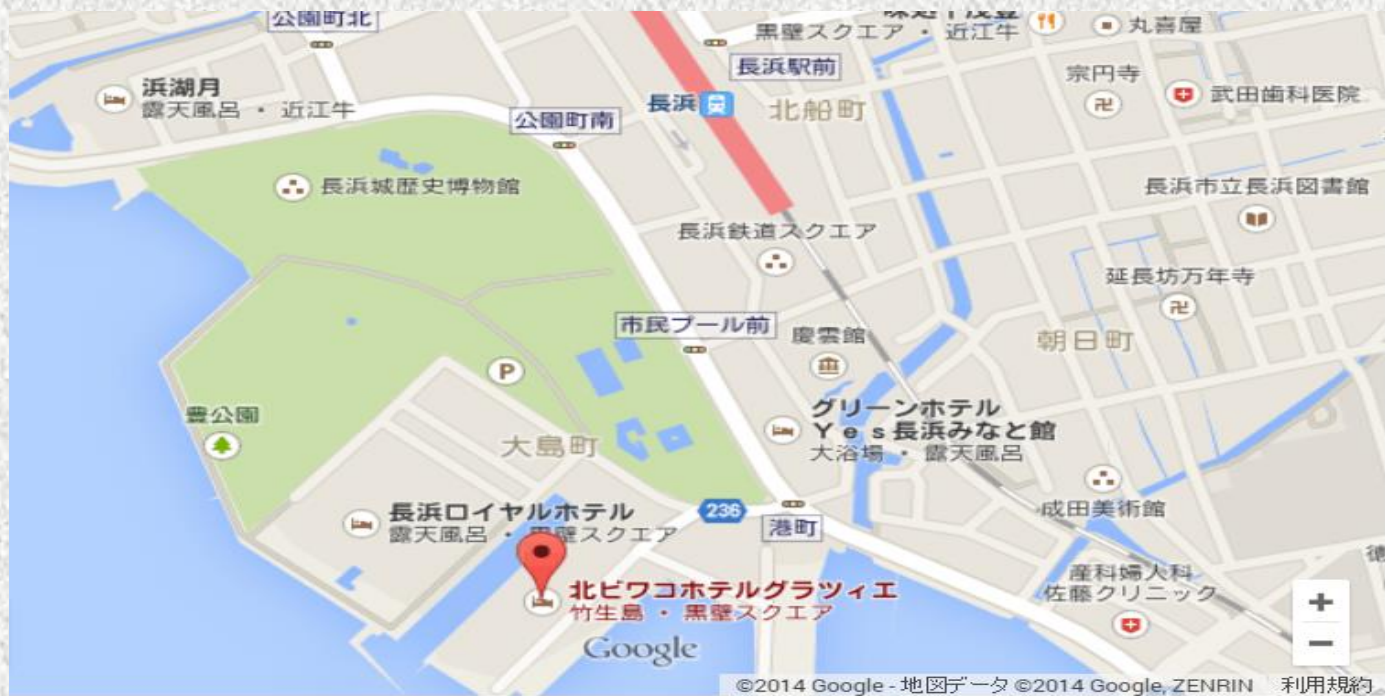 公園町北
黒壁スクエア・近江牛
丸喜屋
長浜駅前
宗円寺
浜湖月
露天風呂・近江牛
武田歯科医院
長浜
北船町
公園町南
長浜城歴史博物館
長浜市立長浜図書館
長浜鉄道スクエア
延長坊万年寺
市民プール前
慶雲館
朝日町
P
豊公園
グリーンホテル
Ｙｅｓ長浜みなと館
大浴場・露天風呂
大島町
長浜ロイヤルホテル
露天風呂・黒壁スクエア
236
港町
成田美術館
産科婦人科
佐藤クリニック
徳
北ビワコホテルグラツィエ
竹生島・黒壁スクエア
Google
+
−
©2014 Google - 地図データ ©2014 Google, ZENRIN 利用規約